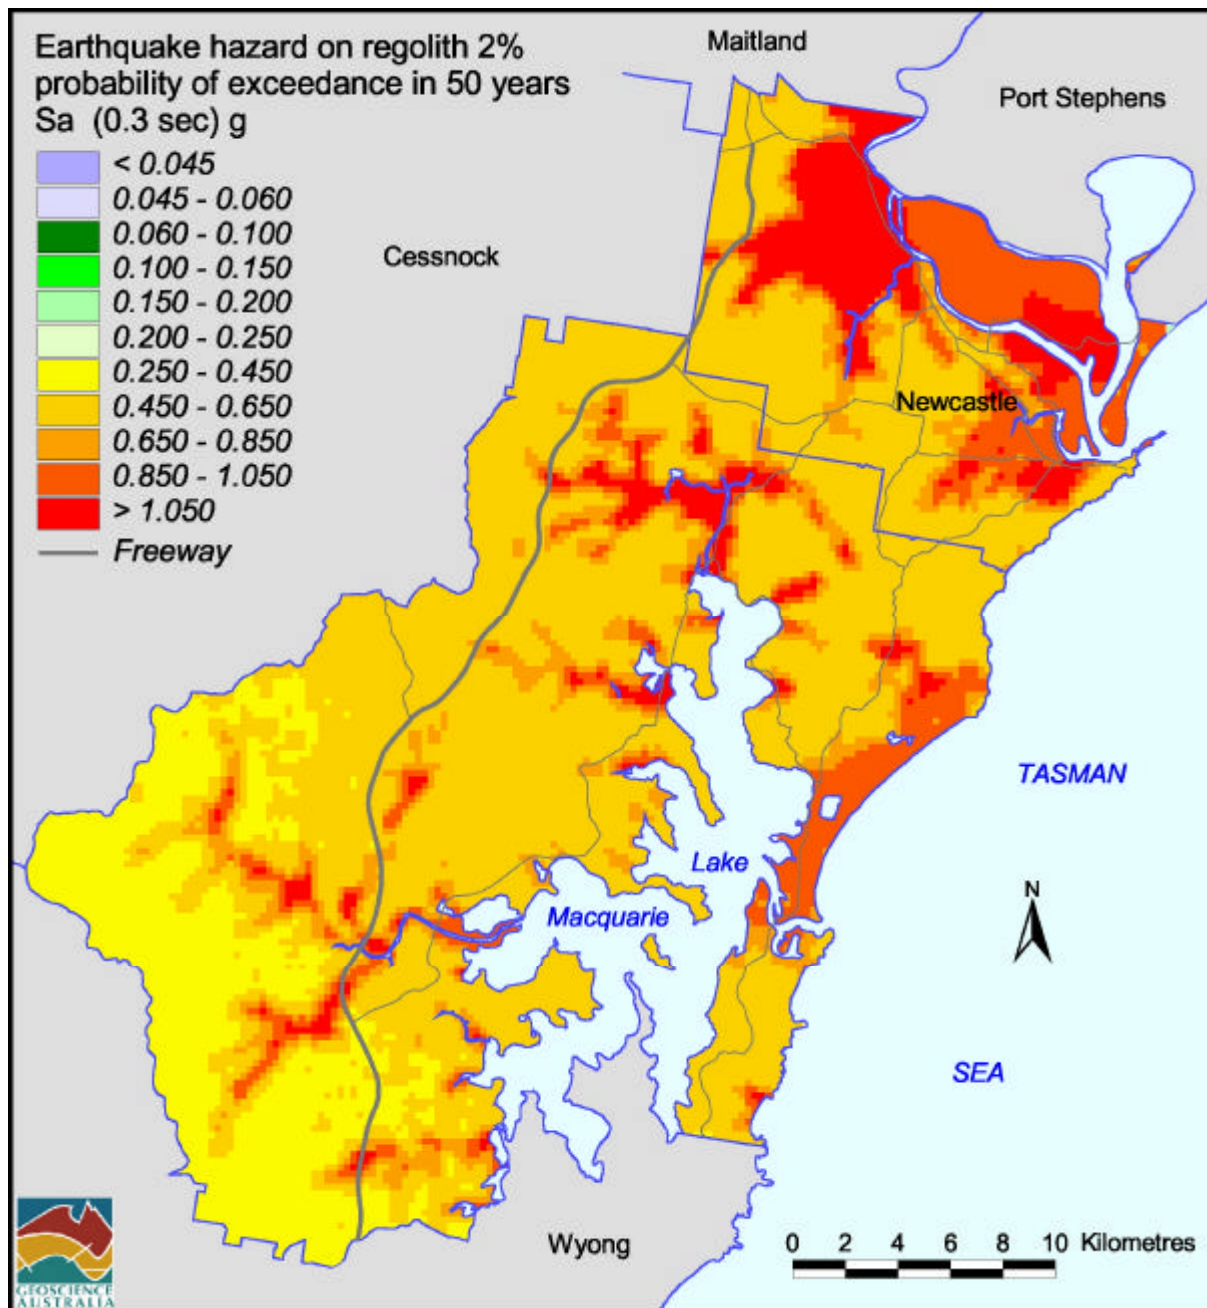 Earthquake hazard on regolith 2%
probability of exceedance in 50 years
Sa (0.3 sec) g
< 0.045
0.045 - 0.060
0.060 - 0.100
0.100 - 0.150
0.150 - 0.200
0.200 - 0.250
0.250 - 0.450
0.450 - 0.650
0.650 - 0.850
0.850 - 1.050
> 1.050
Freeway
Maitland
Port Stephens
Cessnock
Newcastle
TASMAN
Lake
Macquarie
N
SEA
Wyong
0 2 4 6 8 10 Kilometres
GEOSCIENCE
AUSTRALIA